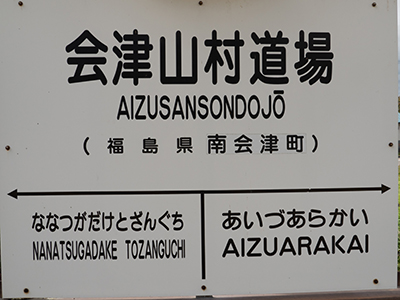 会津山村道場
AIZUSANSONDOJŌ
(福島県南会津町)
ななつがだけとざんぐち
NANATSUGADAKE TOZANGUCHI
あいづあらかい
AIZUARAKAI